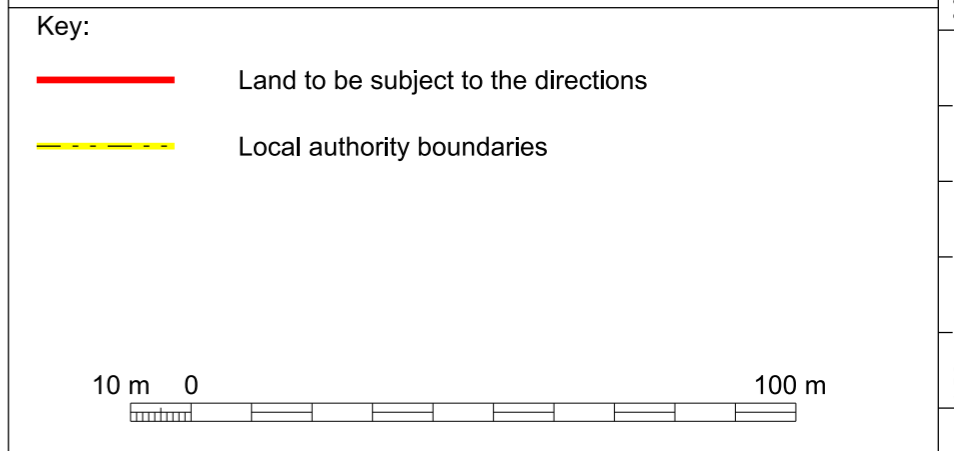 Key:
Land to be subject to the directions
Local authority boundaries
10 m 0 100 m